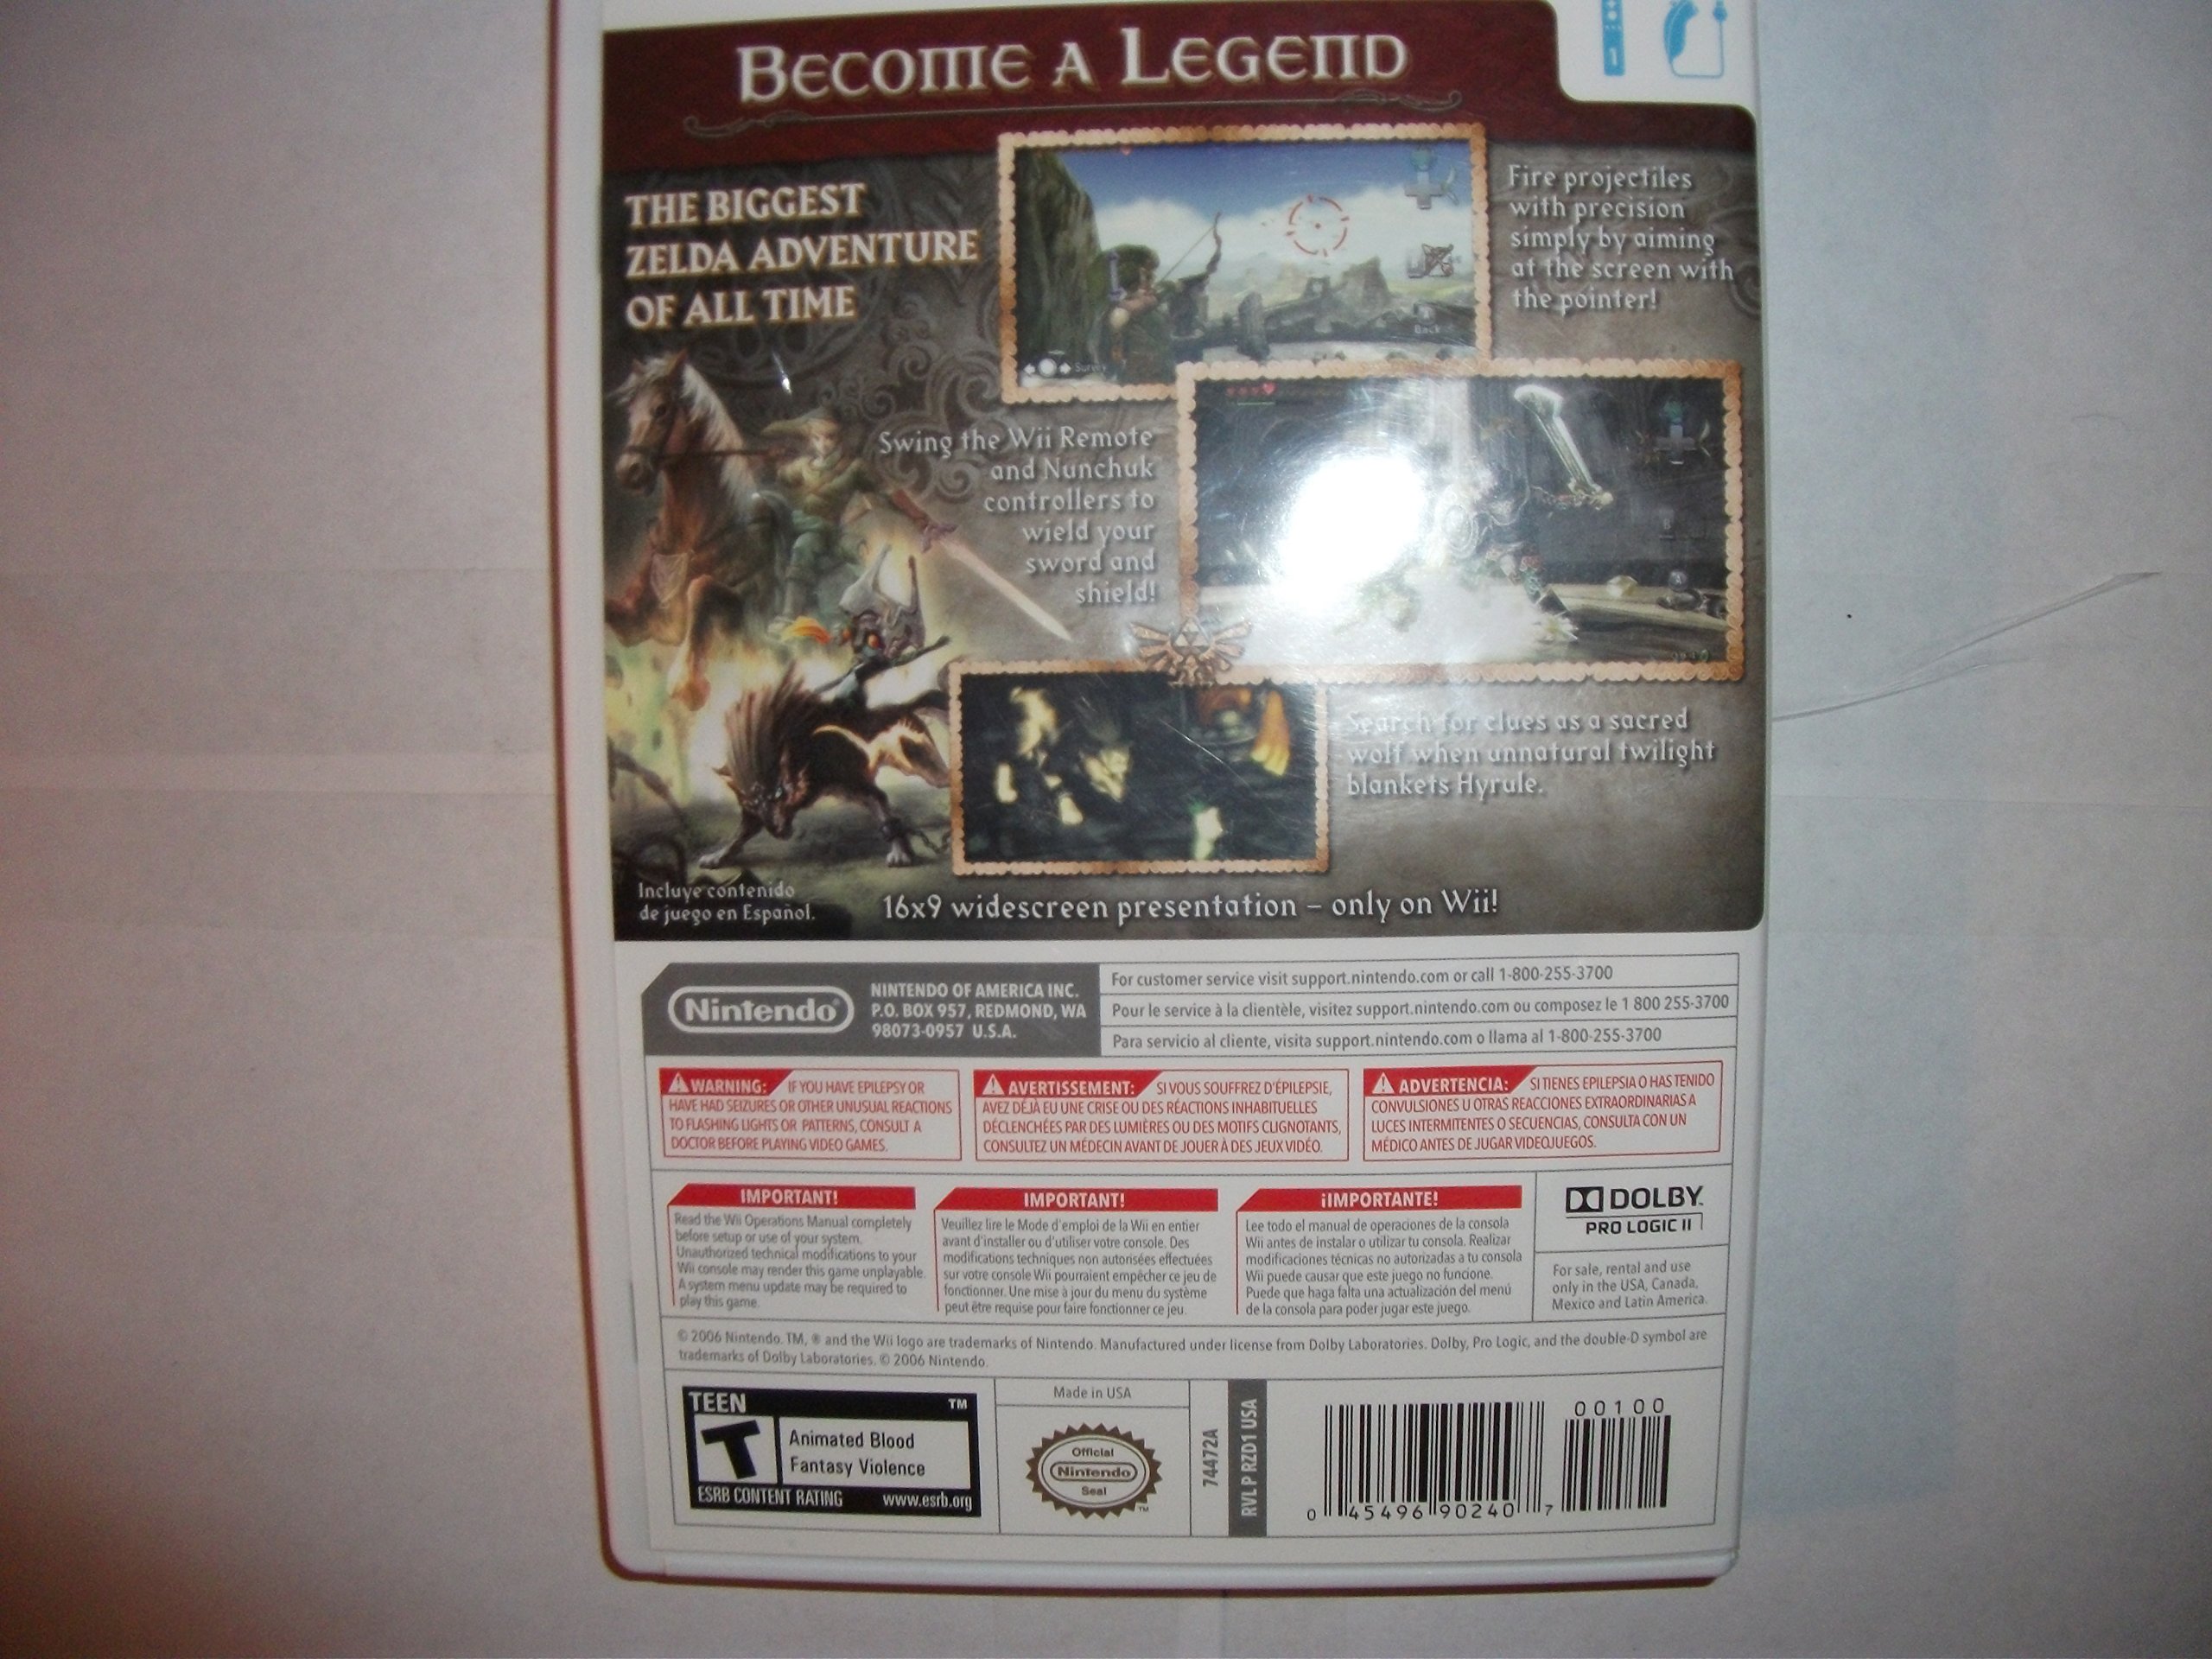 BECOME A LEGEND
1
THE BIGGEST
ZELDA ADVENTURE
OF ALL TIME
Back
Fire projectiles
with precision
simply by aiming
at the screen with
the pointer!
Swing the Wii Remote
and Nunchuk
controllers to
wield your
sword and
shield!
Search for clues as a sacred
wolf when unnatural twilight
blankets Hyrule.
Incluye contenido
de juego en Español.
16x9 widescreen presentation – only on Wii!
Nintendo®
NINTENDO OF AMERICA INC.
P.O. BOX 957, REDMOND, WA
98073-0957 U.S.A.
For customer service visit support.nintendo.com or call 1-800-255-3700
Pour le service à la clientèle, visitez support.nintendo.com ou composez le 1 800 255-3700
Para servicio al cliente, visita support.nintendo.com o llama al 1-800-255-3700
WARNING: IF YOU HAVE EPILEPSY OR
HAVE HAD SEIZURES OR OTHER UNUSUAL REACTIONS
TO FLASHING LIGHTS OR PATTERNS, CONSULT A
DOCTOR BEFORE PLAYING VIDEO GAMES.
AVERTISSEMENT: SI VOUS SOUFFREZ D'ÉPILEPSIE,
AVEZ DÉJÀ EU UNE CRISE OU DES RÉACTIONS INHABITUELLES
DÉCLENCHÉES PAR DES LUMIÈRES OU DES MOTIFS CLIGNOTANTS,
CONSULTEZ UN MÉDECIN AVANT DE JOUER À DES JEUX VIDÉO.
ADVERTENCIA: SI TIENES EPILEPSIA O HAS TENIDO
CONVULSIONES U OTRAS REACCIONES EXTRAORDINARIAS A
LUCES INTERMITENTES O SECUENCIAS, CONSULTA CON UN
MÉDICO ANTES DE JUGAR VIDEOJUEGOS.
IMPORTANT!
Read the Wii Operations Manual completely
before setup or use of your system.
Unauthorized technical modifications to your
Wii console may render this game unplayable.
A system menu update may be required to
play this game.
IMPORTANT!
Veuillez lire le Mode d'emploi de la Wii en entier
avant d'installer ou d'utiliser votre console. Des
modifications techniques non autorisées effectuées
sur votre console Wii pourraient empêcher ce jeu de
fonctionner. Une mise à jour du menu du système
peut être requise pour faire fonctionner ce jeu.
¡IMPORTANTE!
Lee todo el manual de operaciones de la consola
Wii antes de instalar o utilizar tu consola. Realizar
modificaciones técnicas no autorizadas a tu consola
Wii puede causar que este juego no funcione.
Puede que haga falta una actualización del menú
de la consola para poder jugar este juego.
DOLBY
PRO LOGIC II
For sale, rental and use
only in the USA, Canada,
Mexico and Latin America.
© 2006 Nintendo. TM, ® and the Wii logo are trademarks of Nintendo. Manufactured under license from Dolby Laboratories. Dolby, Pro Logic, and the double-D symbol are
trademarks of Dolby Laboratories. © 2006 Nintendo.
TEEN ™
T
Animated Blood
Fantasy Violence
ESRB CONTENT RATING www.esrb.org
Made in USA
Official
Nintendo
Seal
™
74472A
RVL P RZD1 USA
00100
0 45496 90240 7